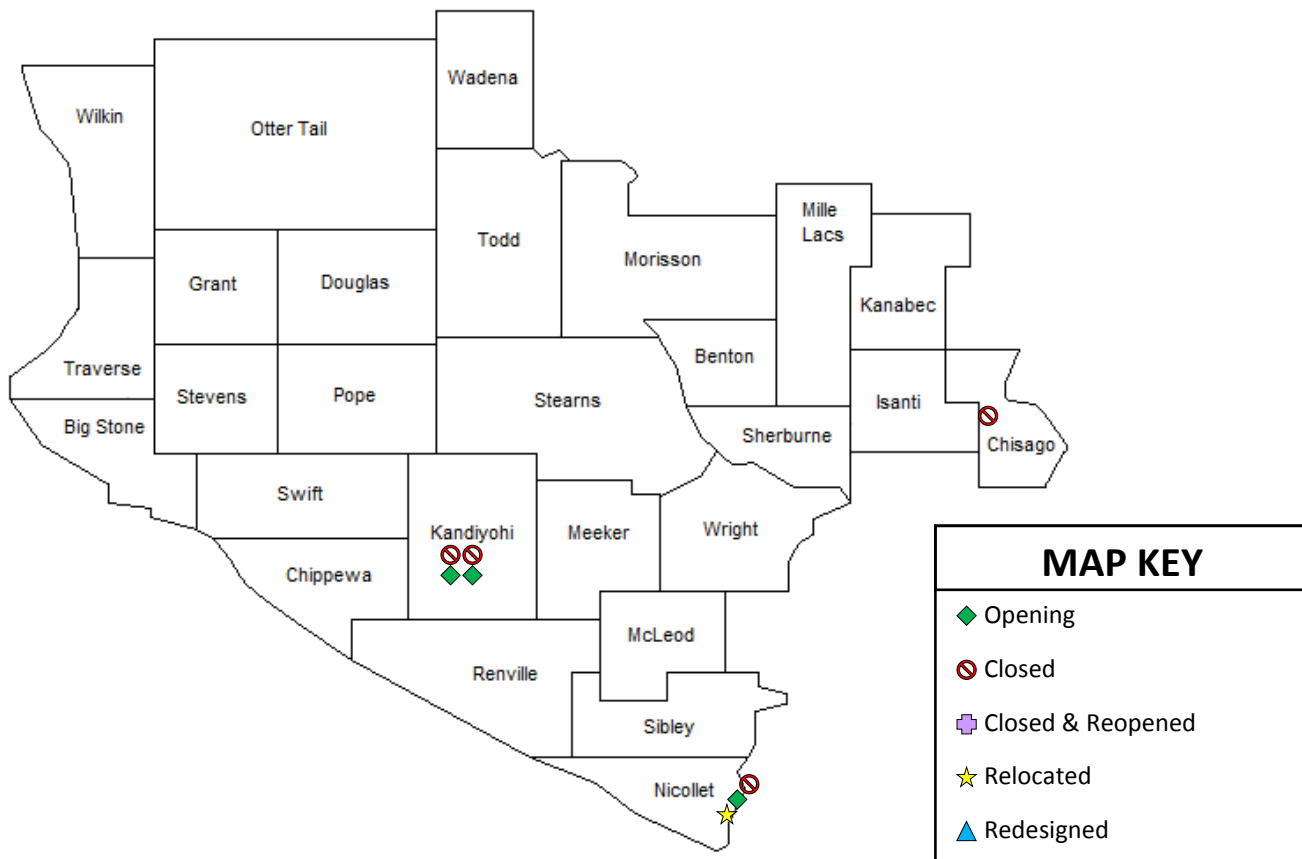 Wadena
Wilkin
Otter Tail
Mille
Lacs
Todd
Morisson
Grant
Douglas
Kanabec
Traverse
Benton
Stevens
Pope
Stearns
Isanti
Big Stone
Sherburne
Chisago
Swift
Kandiyohi
Meeker
Wright
Chippewa
McLeod
Renville
Sibley
Nicollet
MAP KEY
Opening
Closed
Closed & Reopened
Relocated
Redesigned